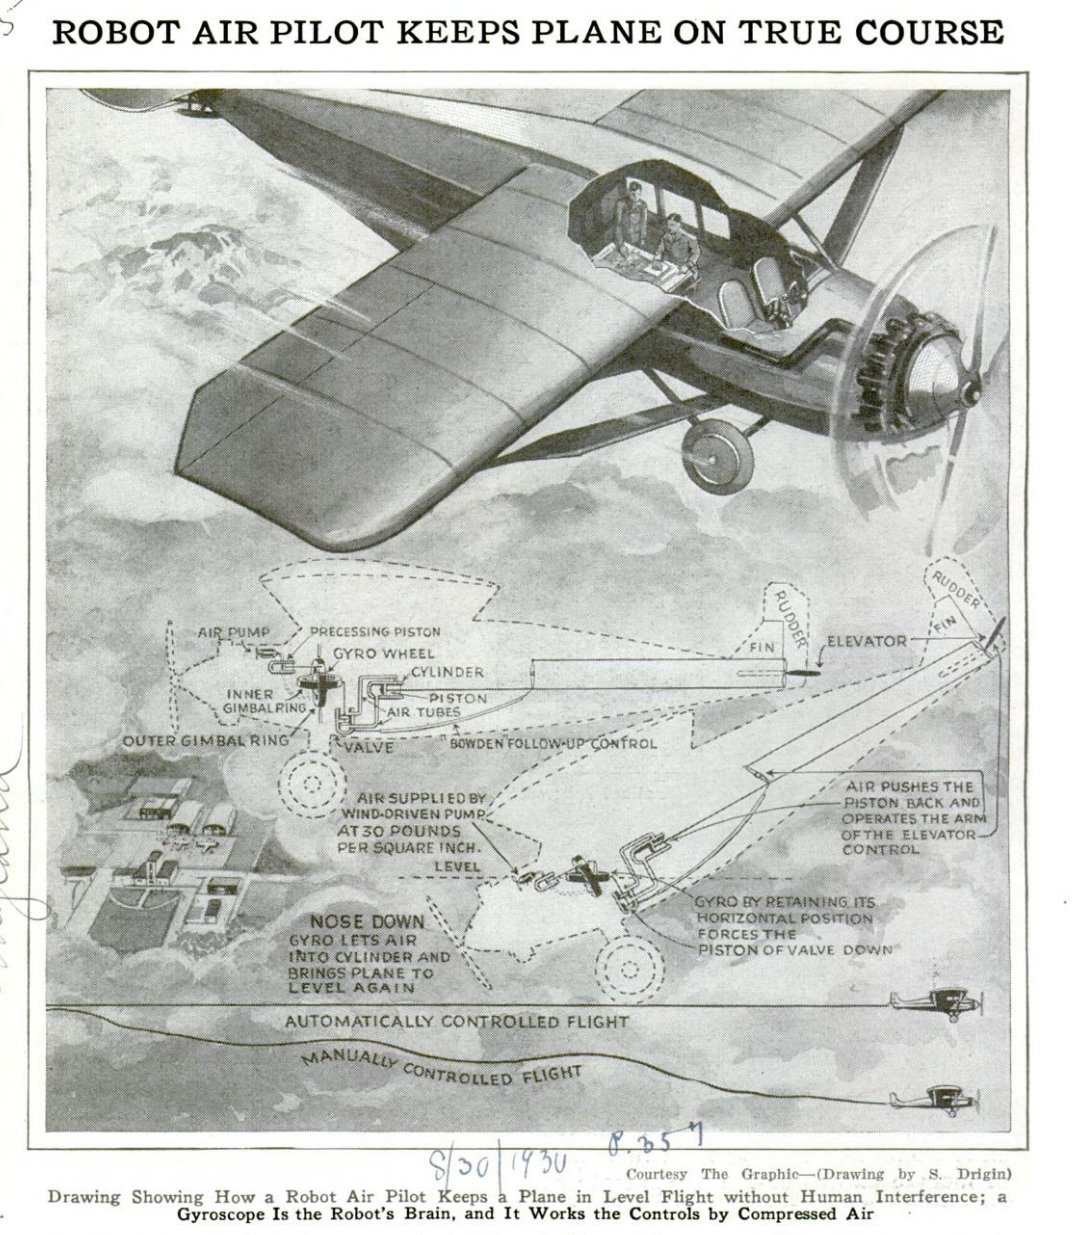 ROBOT AIR PILOT KEEPS PLANE ON TRUE COURSE
RUDDER
FIN
ELEVATOR
RUDDER
FIN
AIR PUMP
PRECESSING PISTON
GYRO WHEEL
CYLINDER
INNER
GIMBAL RING
PISTON
AIR TUBES
OUTER GIMBAL RING
VALVE
BOWDEN FOLLOW-UP CONTROL
AIR SUPPLIED BY
WIND-DRIVEN PUMP
AT 30 POUNDS
PER SQUARE INCH.
LEVEL
AIR PUSHES THE
PISTON BACK AND
OPERATES THE ARM
OF THE ELEVATOR
CONTROL
GYRO BY RETAINING ITS
HORIZONTAL POSITION
FORCES THE
PISTON OF VALVE DOWN
NOSE DOWN
GYRO LETS AIR
INTO CYLINDER AND
BRINGS PLANE TO
LEVEL AGAIN
AUTOMATICALLY CONTROLLED FLIGHT
MANUALLY CONTROLLED FLIGHT
8/30/1930 P. 357
Courtesy The Graphic—(Drawing by S. Drigin)
Drawing Showing How a Robot Air Pilot Keeps a Plane in Level Flight without Human Interference; a
Gyroscope Is the Robot's Brain, and It Works the Controls by Compressed Air